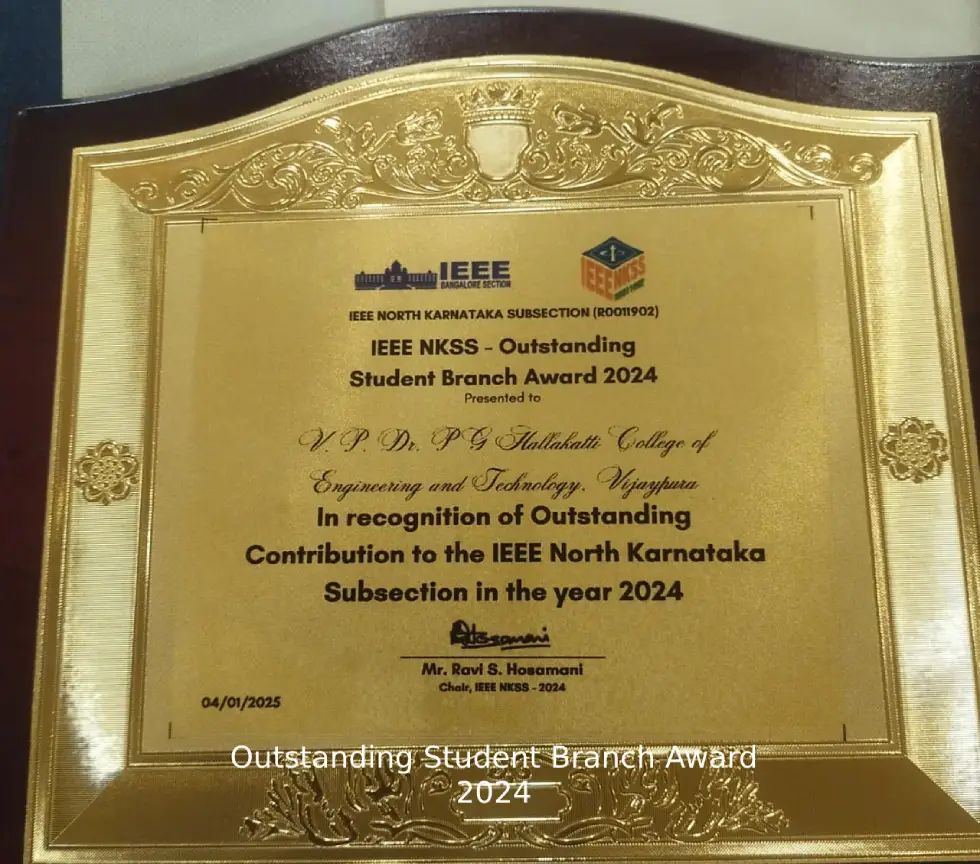 IEEE
BANGALORE SECTION
IEEE NKSS
IEEE NORTH KARNATAKA SUBSECTION (R0011902)
IEEE NKSS - Outstanding
Student Branch Award 2024
Presented to
V. P. Dr. P G Hallakatti College of
Engineering and Technology, Vijaypura
In recognition of Outstanding
Contribution to the IEEE North Karnataka
Subsection in the year 2024
Mr. Ravi S. Hosamani
Chair, IEEE NKSS - 2024
04/01/2025
Outstanding Student Branch Award
2024